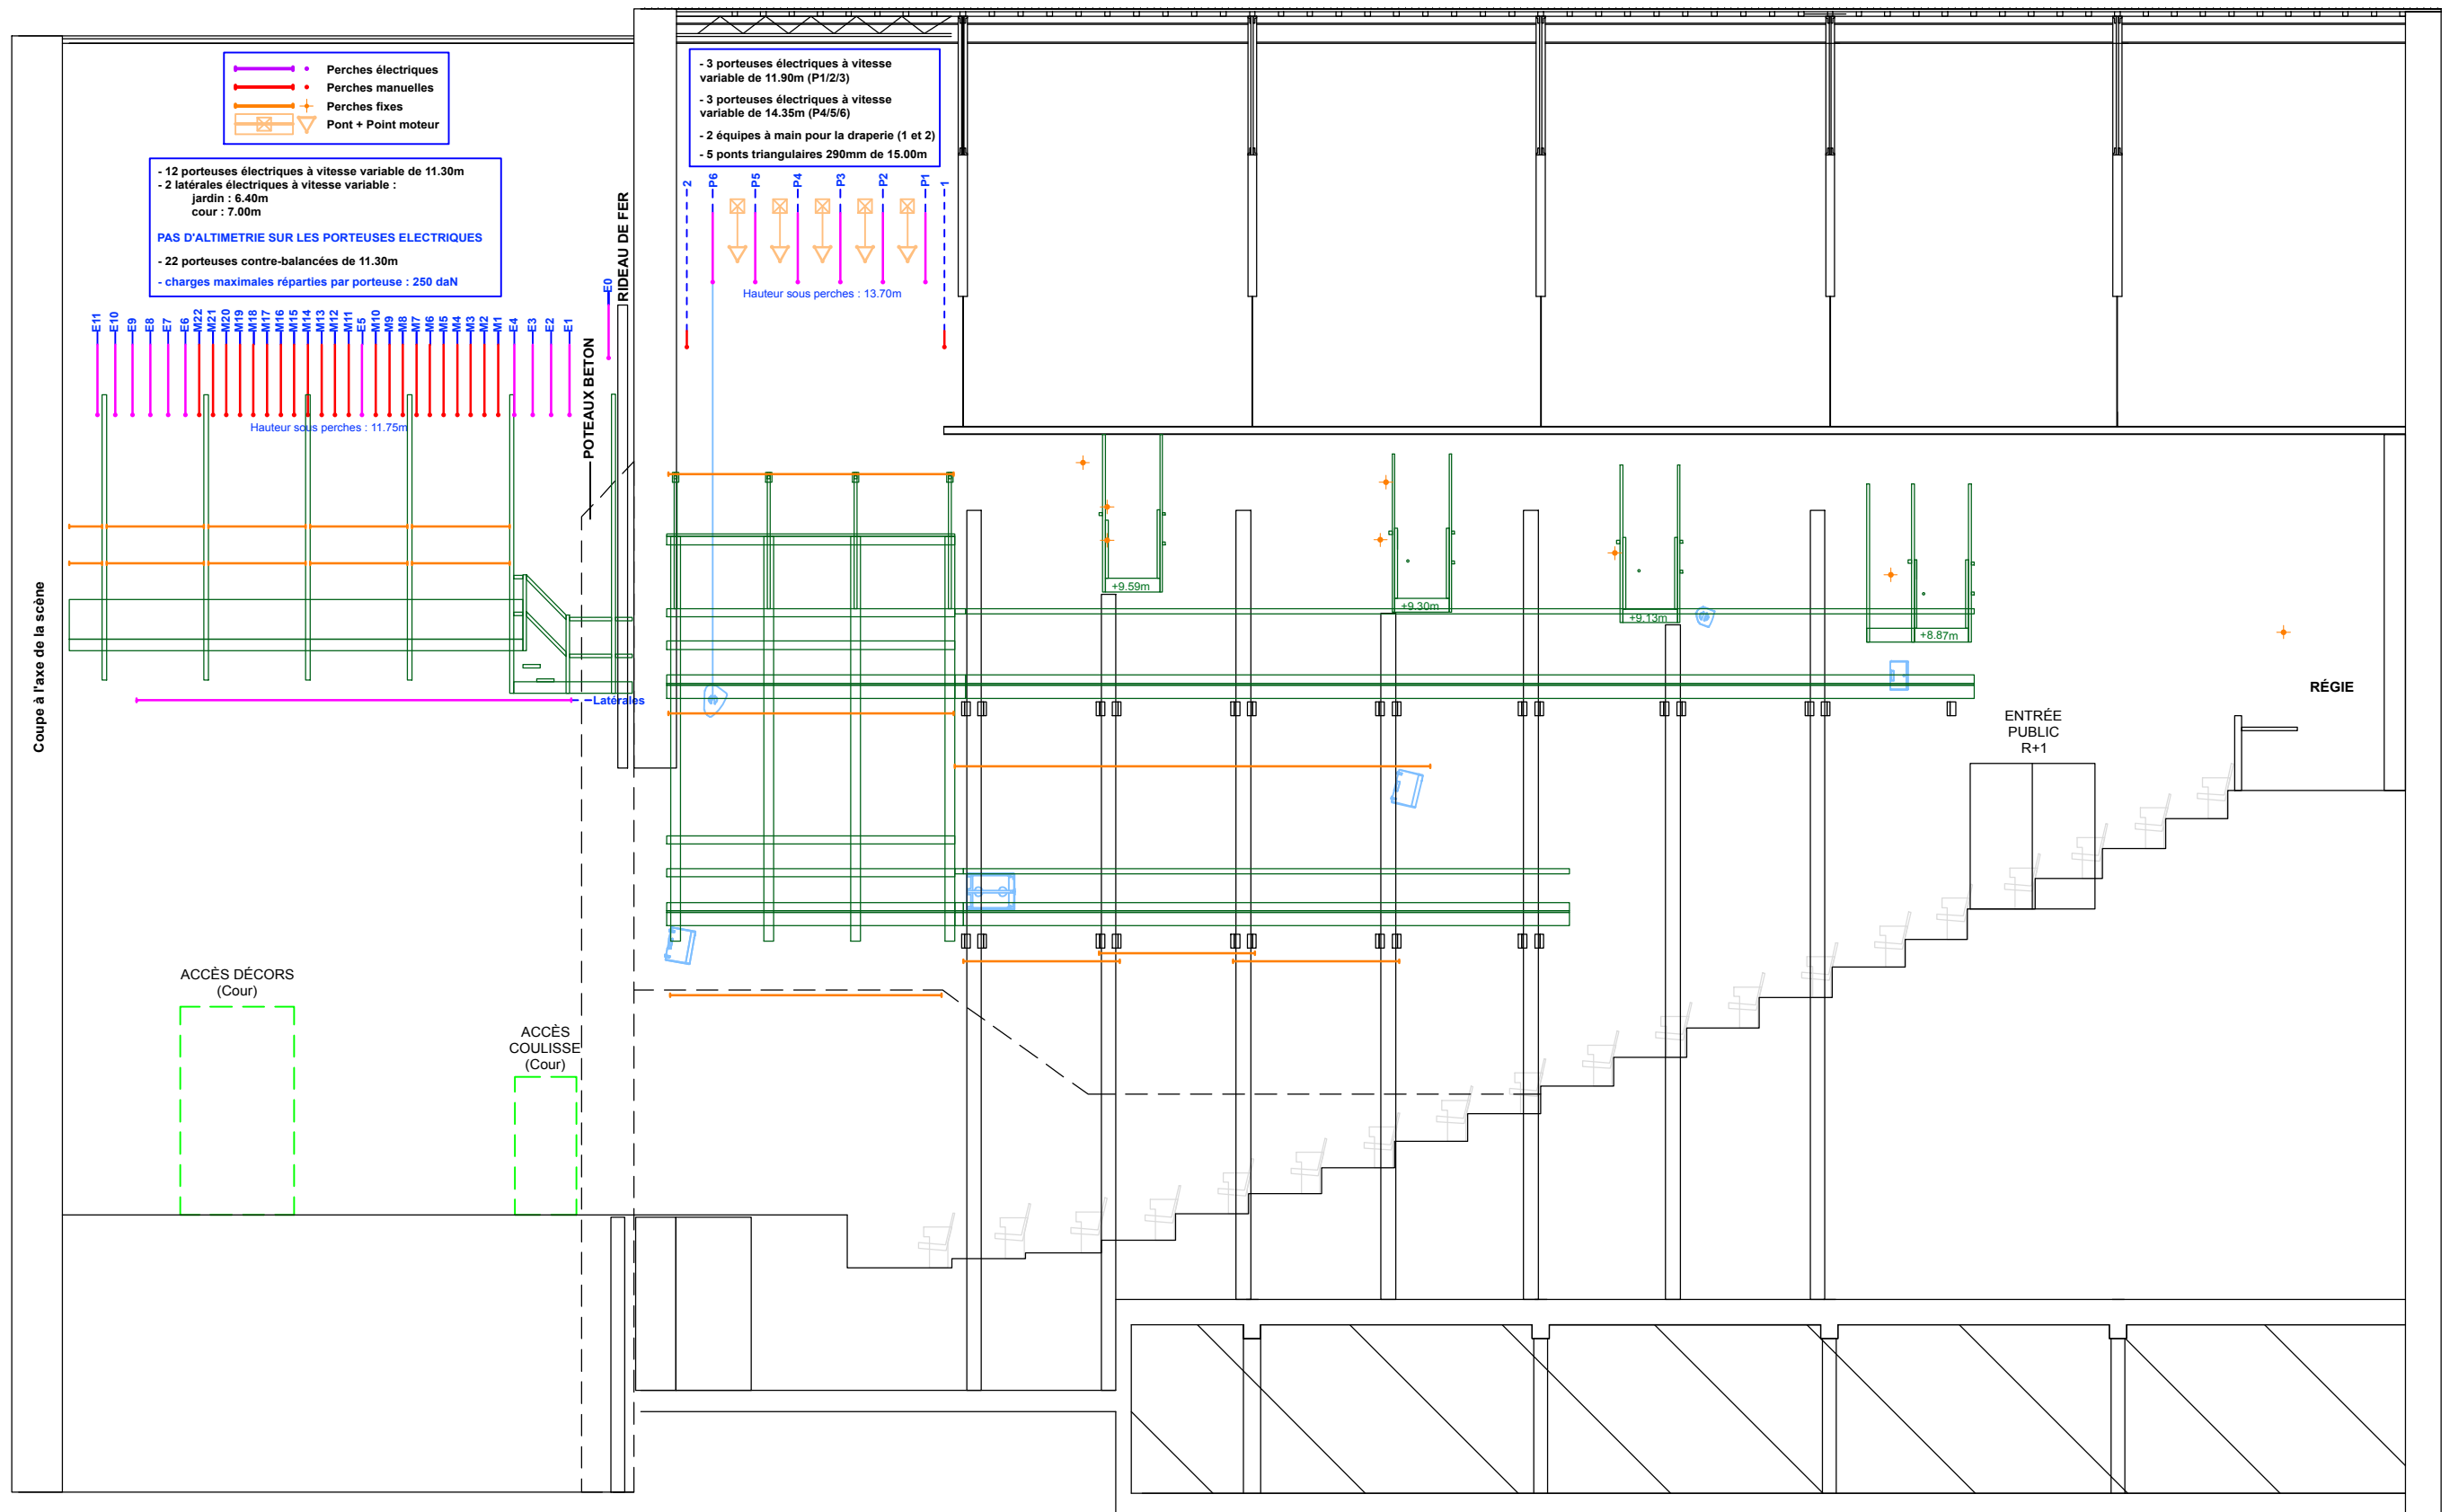 Perches électriques
Perches manuelles
Perches fixes
Pont + Point moteur
- 12 porteuses électriques à vitesse variable de 11.30m
- 2 latérales électriques à vitesse variable :
jardin : 6.40m
cour : 7.00m
PAS D'ALTIMETRIE SUR LES PORTEUSES ELECTRIQUES
- 22 porteuses contre-balancées de 11.30m
- charges maximales réparties par porteuse : 250 daN
- 3 porteuses électriques à vitesse
variable de 11.90m (P1/2/3)
- 3 porteuses électriques à vitesse
variable de 14.35m (P4/5/6)
- 2 équipes à main pour la draperie (1 et 2)
- 5 ponts triangulaires 290mm de 15.00m
2
P6
P5
P4
P3
P2
P1
1
Hauteur sous perches : 13.70m
RIDEAU DE FER
E0
E11
E10
E9
E8
E7
E6
M22
M21
M20
M19
M18
M17
M16
M15
M14
M13
M12
M11
E5
M10
M9
M8
M7
M6
M5
M4
M3
M2
M1
E4
E3
E2
E1
Hauteur sous perches : 11.75m
POTEAUX BETON
Coupe à l'axe de la scène
Latérales
+9.59m
+9.30m
+9.13m
+8.87m
RÉGIE
ENTRÉE
PUBLIC
R+1
ACCÈS DÉCORS
(Cour)
ACCÈS
COULISSE
(Cour)